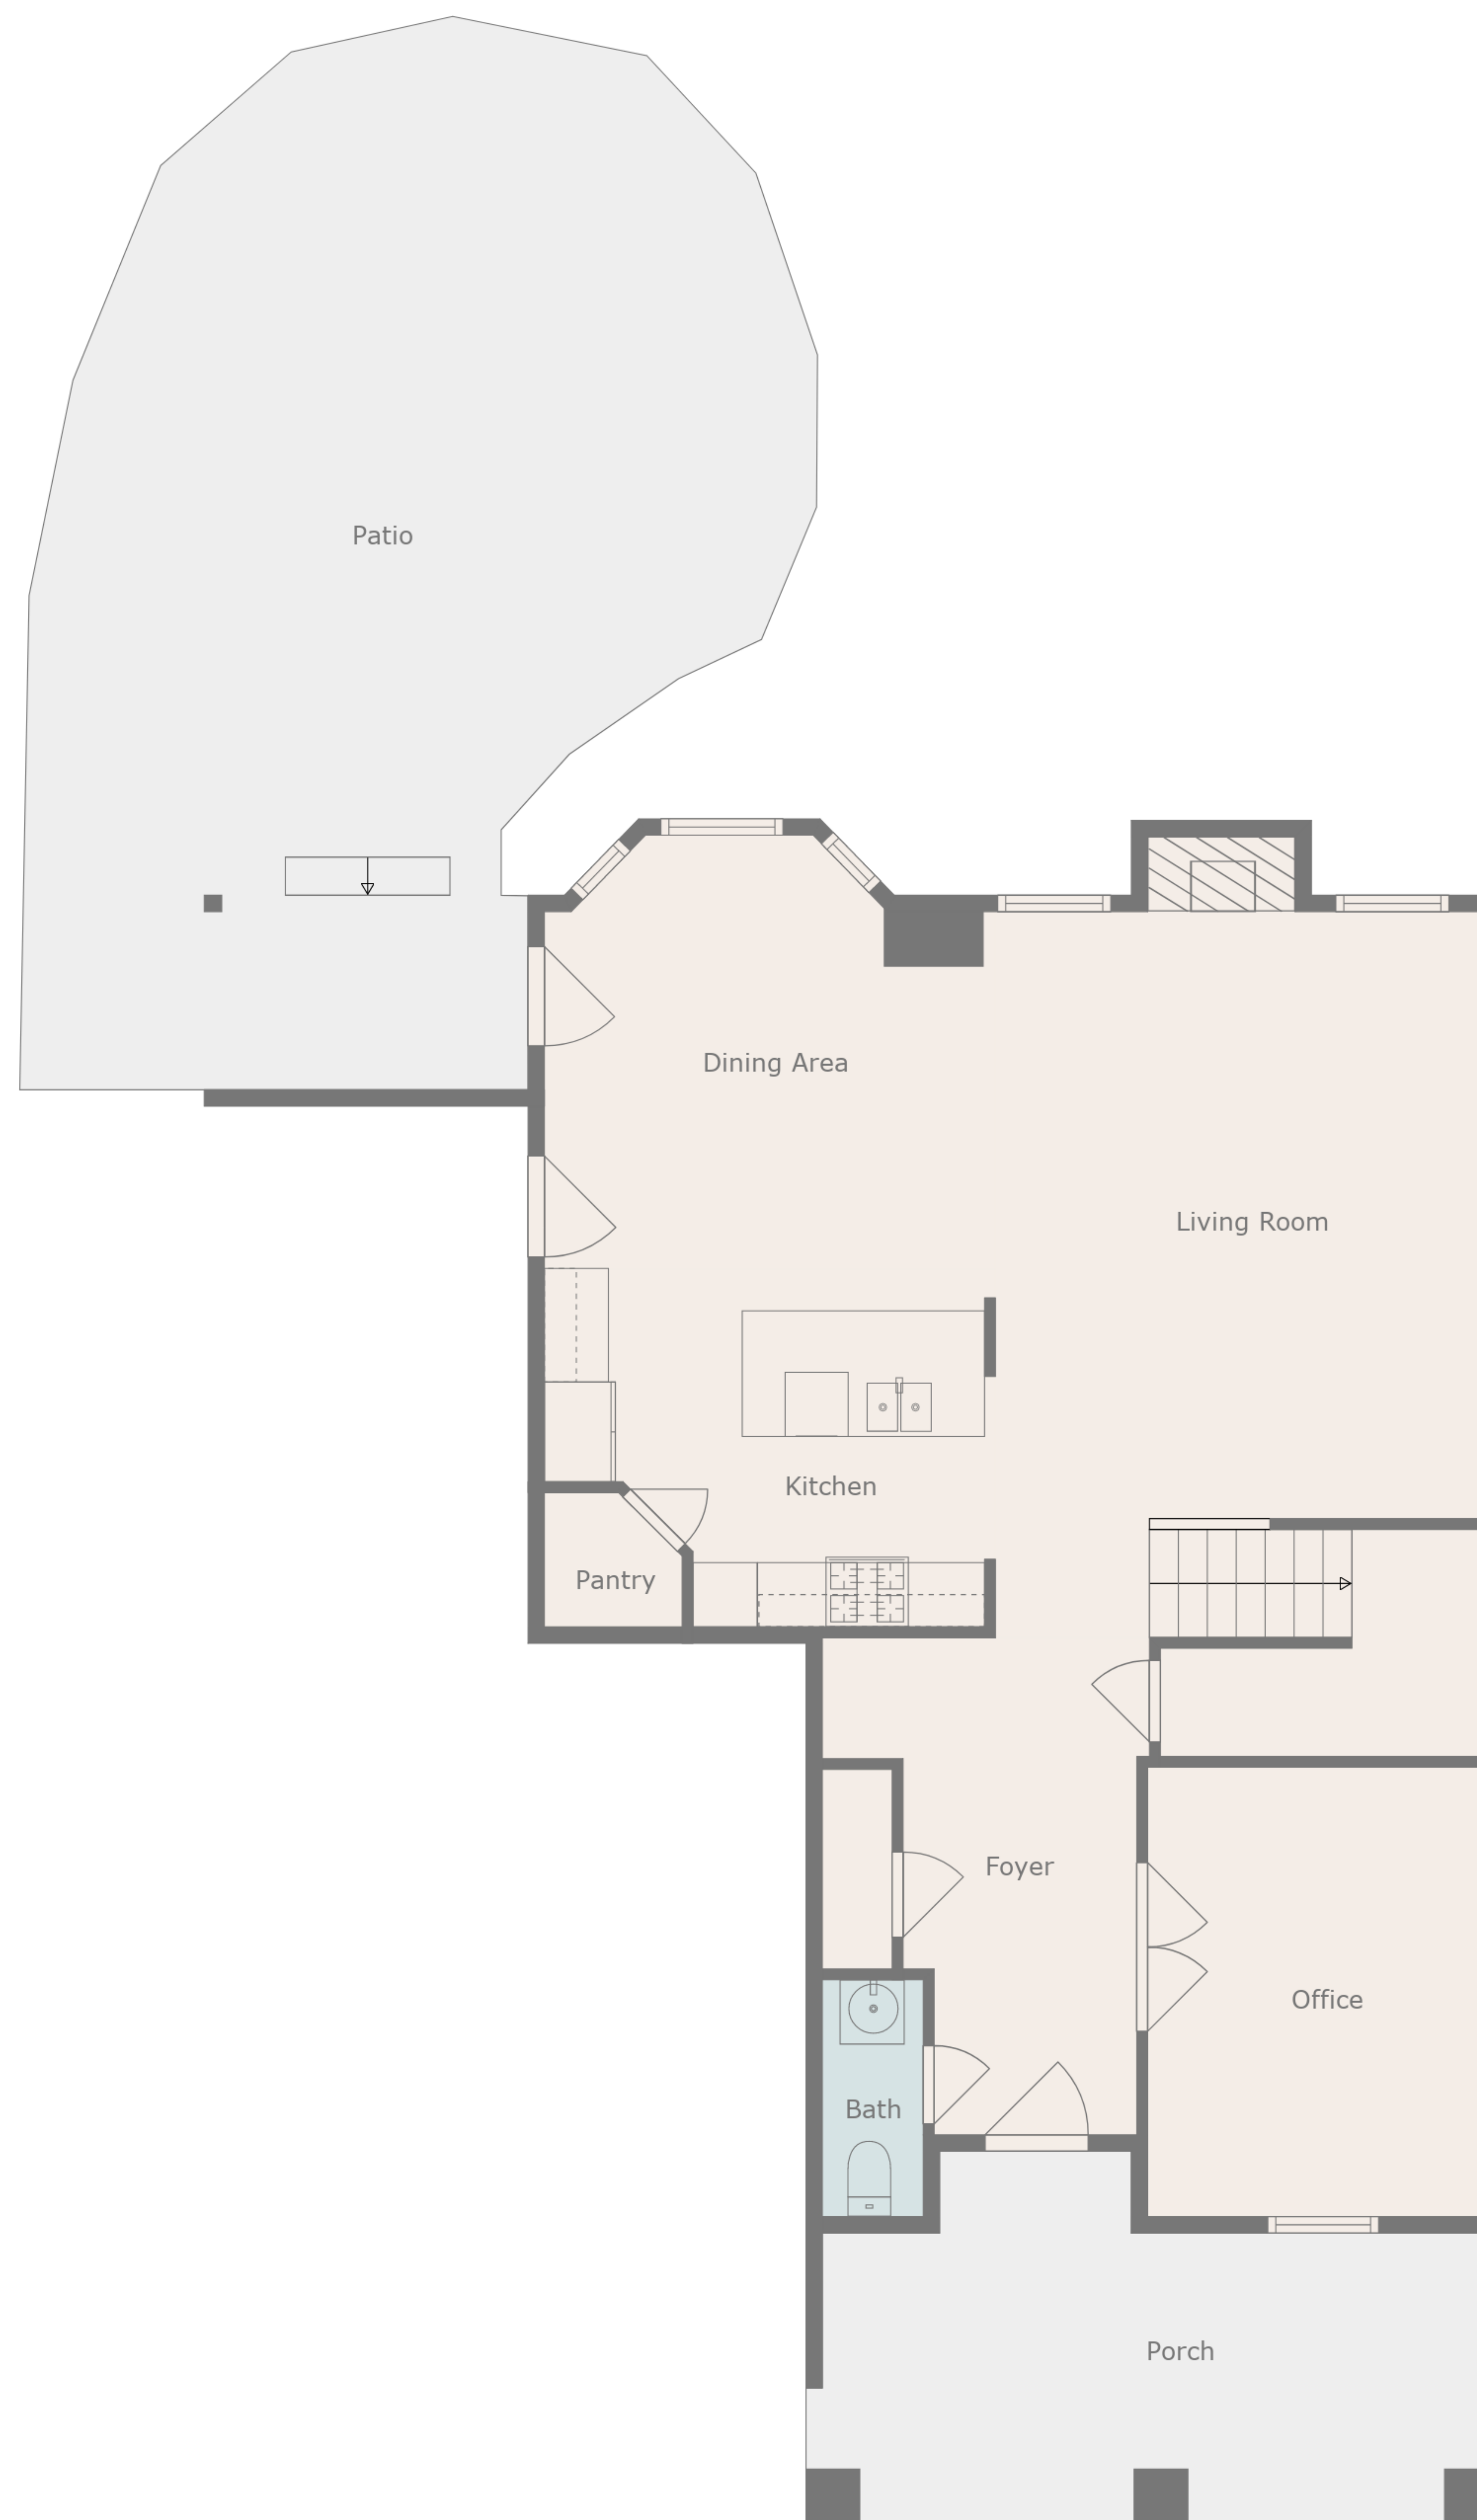 Patio
Dining Area
Living Room
Kitchen
Pantry
Foyer
Office
Bath
Porch